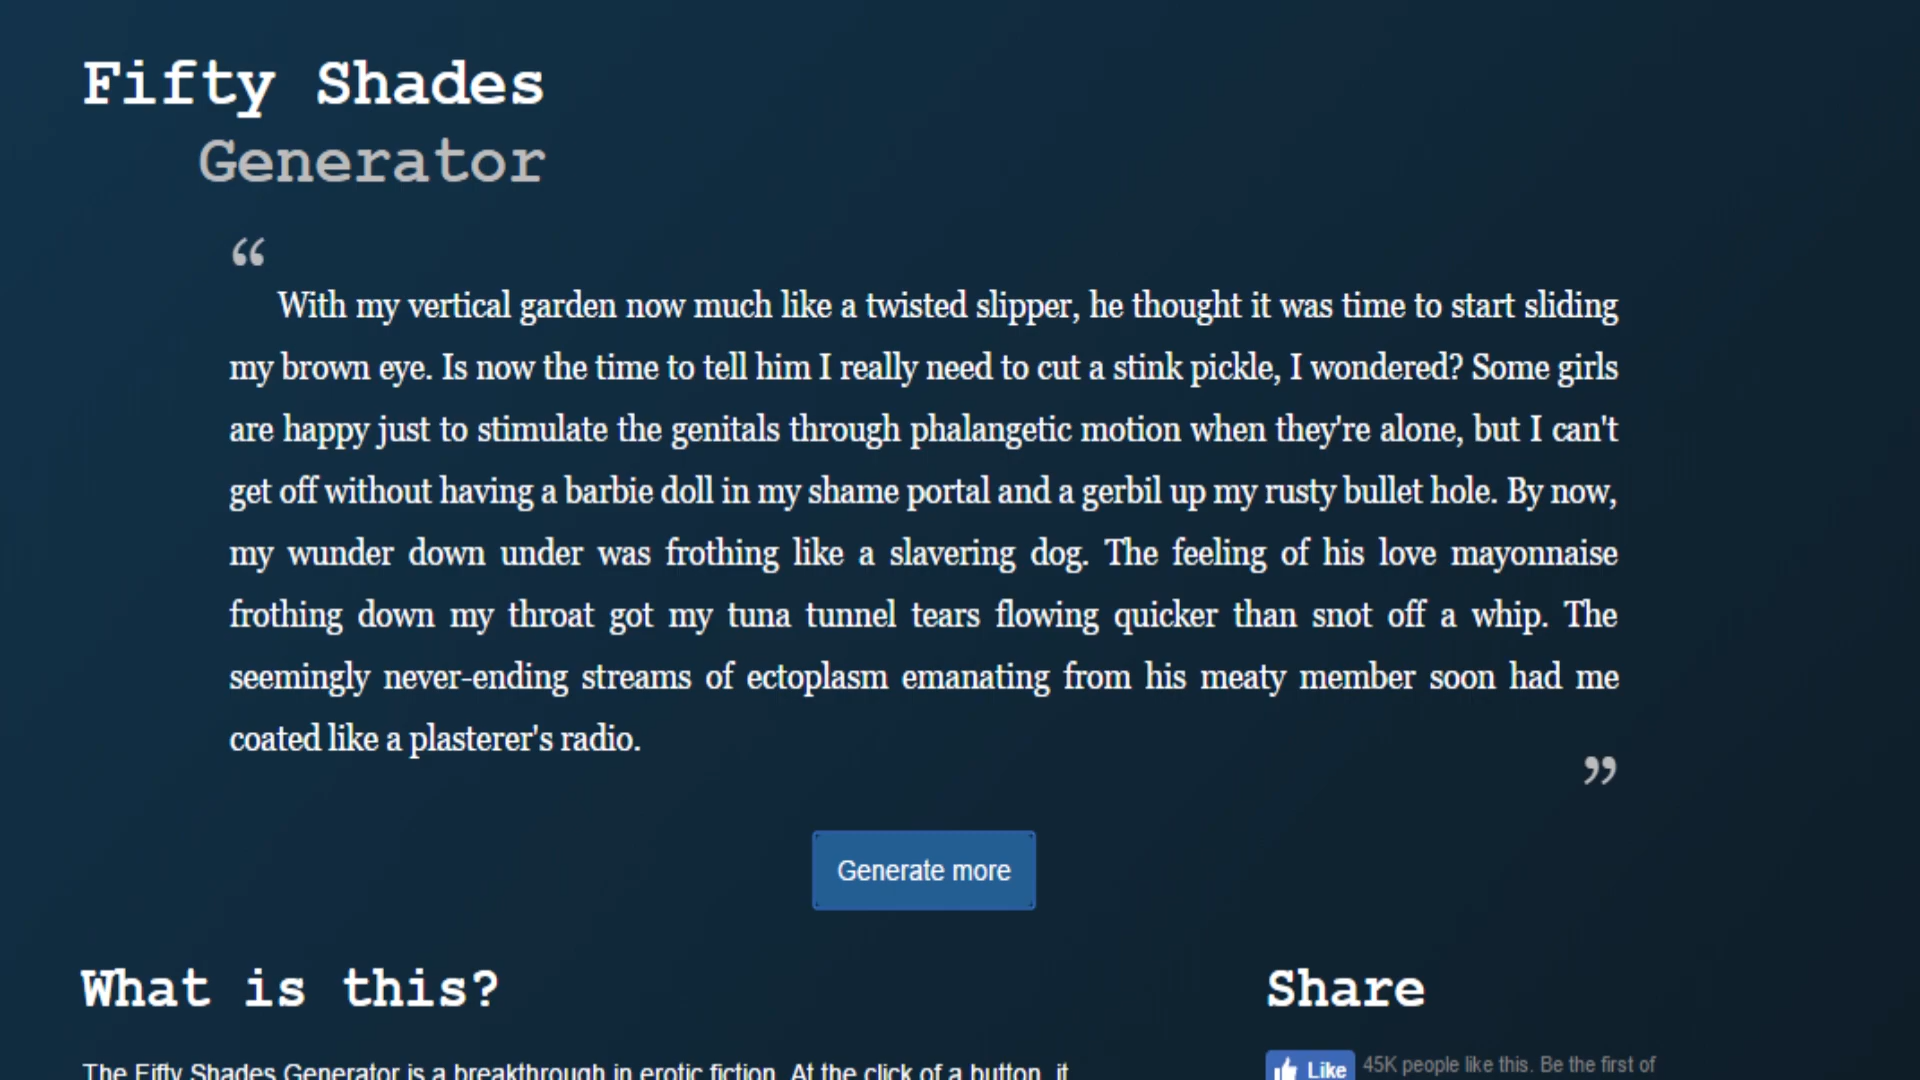 Fifty Shades
Generator
“
With my vertical garden now much like a twisted slipper, he thought it was time to start sliding
my brown eye. Is now the time to tell him I really need to cut a stink pickle, I wondered? Some girls
are happy just to stimulate the genitals through phalangetic motion when they're alone, but I can't
get off without having a barbie doll in my shame portal and a gerbil up my rusty bullet hole. By now,
my wunder down under was frothing like a slavering dog. The feeling of his love mayonnaise
frothing down my throat got my tuna tunnel tears flowing quicker than snot off a whip. The
seemingly never-ending streams of ectoplasm emanating from his meaty member soon had me
coated like a plasterer's radio.
”
Generate more
What is this?
Share
The Fifty Shades Generator is a breakthrough in erotic fiction. At the click of a button, it
Like 45K people like this. Be the first of